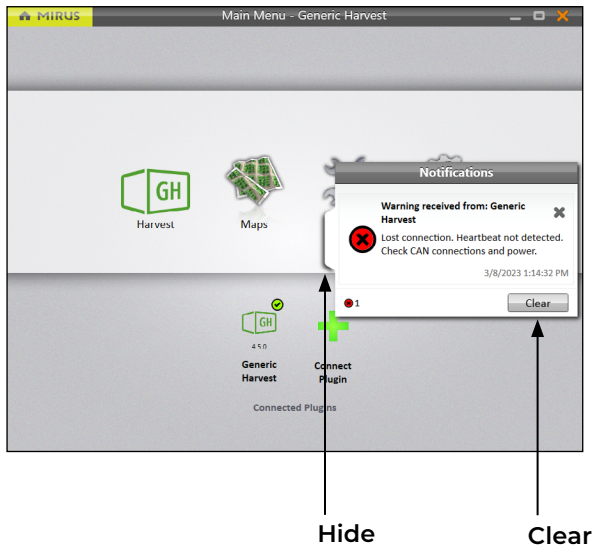 MIRUS
Main Menu - Generic Harvest
GH
Harvest
Maps
Notifications
Warning received from: Generic
Harvest
Lost connection. Heartbeat not detected.
Check CAN connections and power.
3/8/2023 1:14:32 PM
1
Clear
GH
4.5.0
Generic
Harvest
Connect
Plugin
Connected Plugins
Hide
Clear